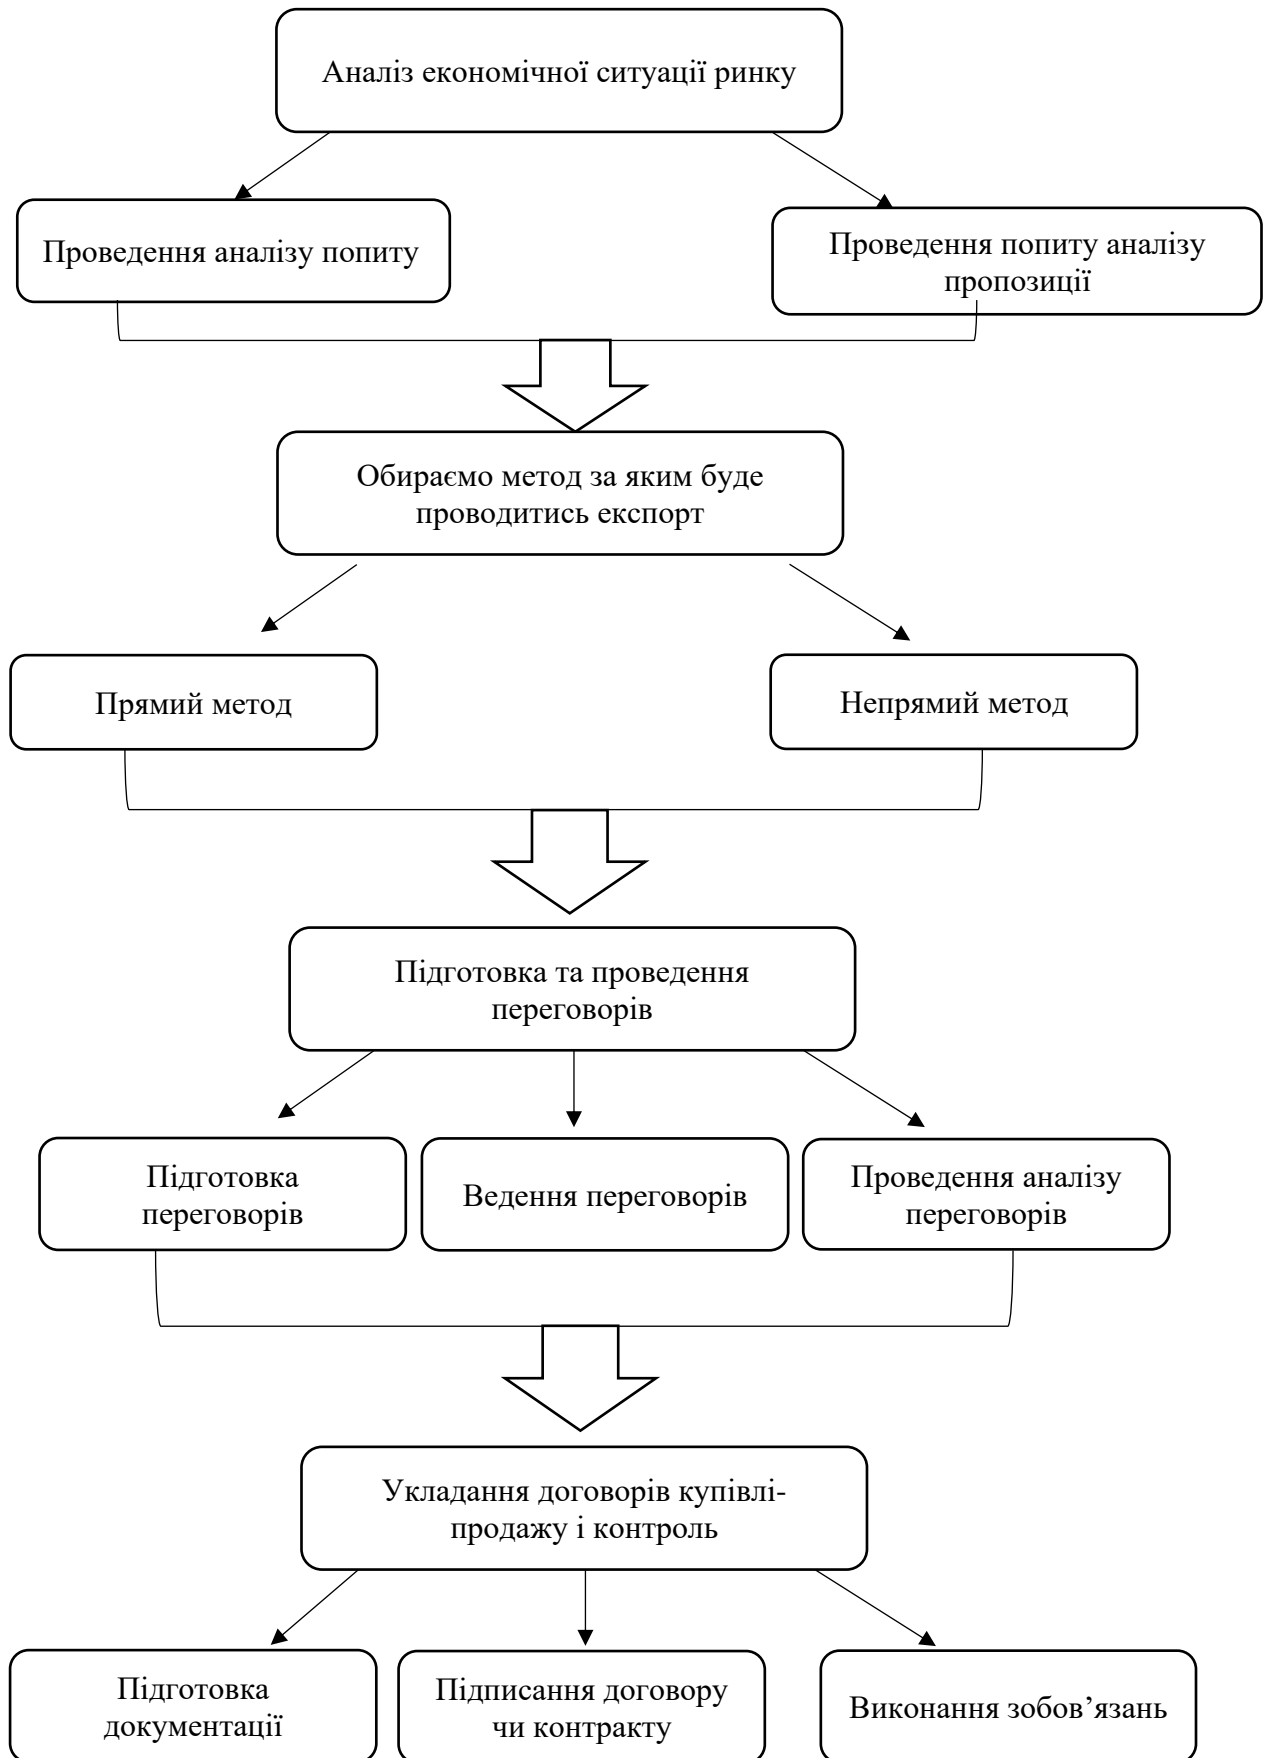 Аналіз економічної ситуації ринку
Проведення аналізу попиту
Проведення попиту аналізу
пропозиції
Обираємо метод за яким буде
проводитись експорт
Прямий метод
Непрямий метод
Підготовка та проведення
переговорів
Підготовка
переговорів
Ведення переговорів
Проведення аналізу
переговорів
Укладання договорів купівлі-
продажу і контроль
Підготовка
документації
Підписання договору
чи контракту
Виконання зобов’язань